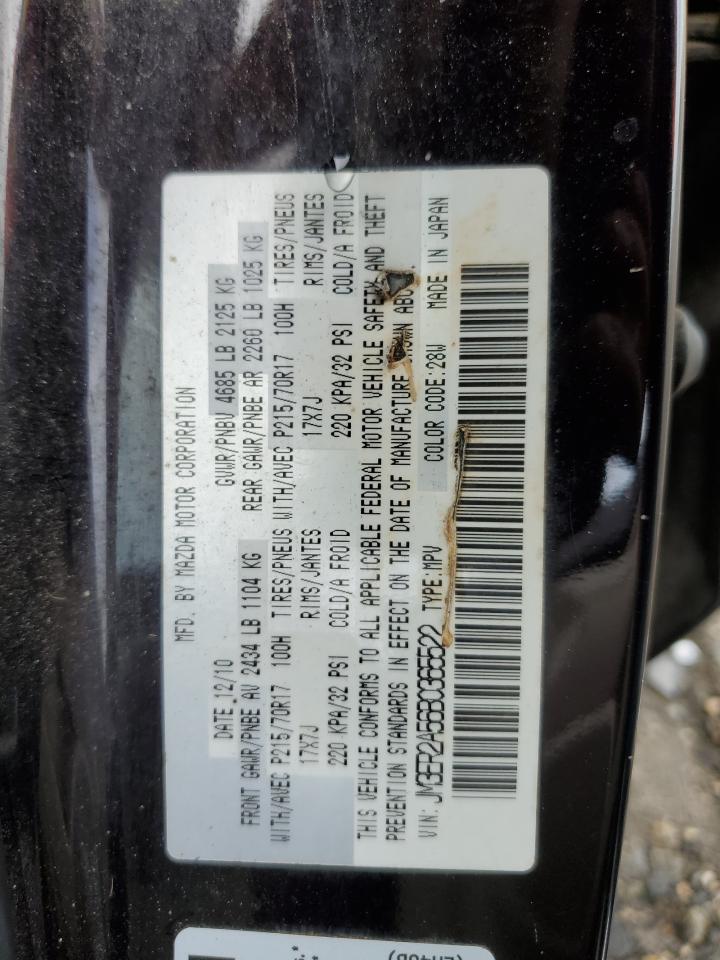 MFD. BY MAZDA MOTOR CORPORATION
DATE 12/10 GVWR/PNBV 4685 LB 2125 KG
FRONT GAWR/PNBE AV 2434 LB 1104 KG REAR GAWR/PNBE AR 2260 LB 1025 KG
WITH/AVEC P215/70R17 100H TIRES/PNEUS WITH/AVEC P215/70R17 100H TIRES/PNEUS
17X7J RIMS/JANTES 17X7J RIMS/JANTES
220 KPA/32 PSI COLD/A FROID 220 KPA/32 PSI COLD/A FROID
THIS VEHICLE CONFORMS TO ALL APPLICABLE FEDERAL MOTOR VEHICLE SAFETY AND THEFT
PREVENTION STANDARDS IN EFFECT ON THE DATE OF MANUFACTURE SHOWN ABOVE.
VIN: JM3ER2A56BC365522 TYPE:MPV COLOR CODE:28W MADE IN JAPAN